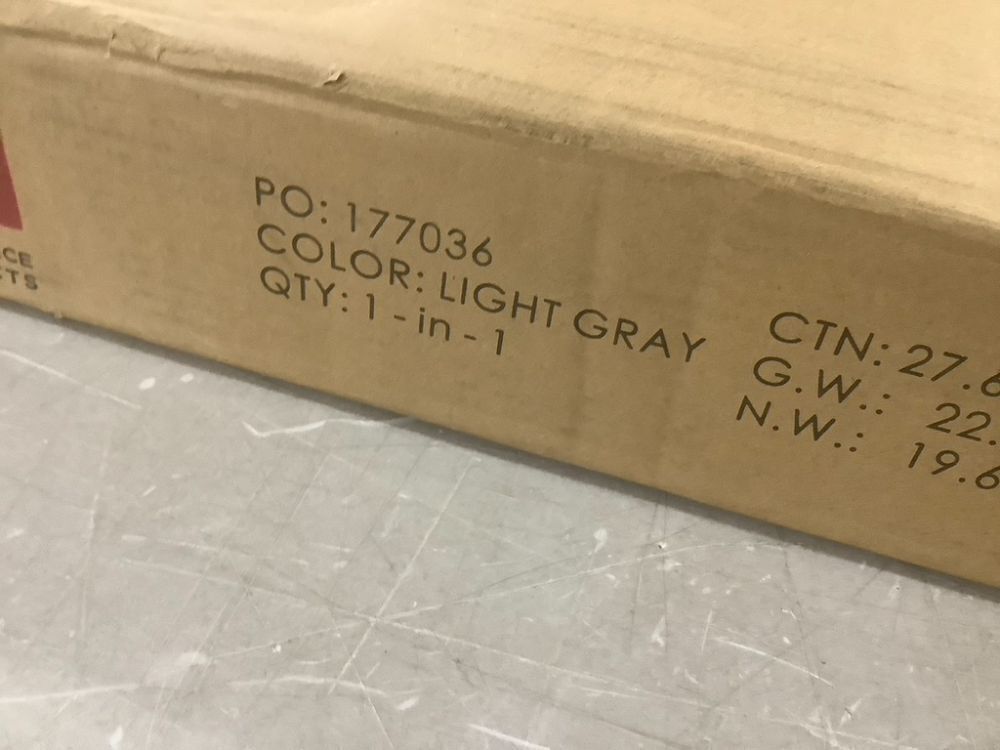 PO: 177036
COLOR: LIGHT GRAY
QTY: 1 - in - 1
CTN: 27.6
G.W.: 22.
N.W.: 19.6